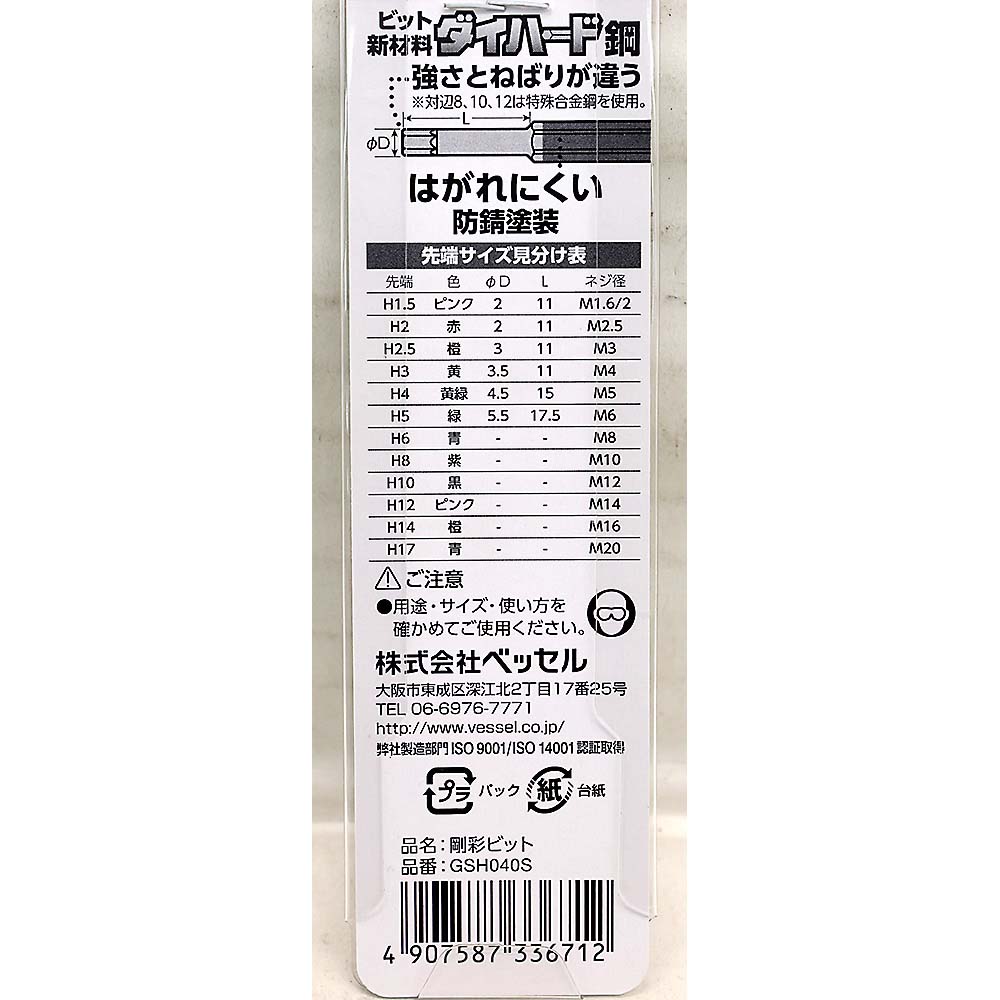 ビット
新材料 ダイハード鋼
強さとねばりが違う
※対辺8、10、12は特殊合金鋼を使用。
L
φD
はがれにくい
防錆塗装
先端サイズ見分け表
先端 色 φD L ネジ径
H1.5 ピンク 2 11 M1.6/2
H2 赤 2 11 M2.5
H2.5 橙 3 11 M3
H3 黄 3.5 11 M4
H4 黄緑 4.5 15 M5
H5 緑 5.5 17.5 M6
H6 青 - - M8
H8 紫 - - M10
H10 黒 - - M12
H12 ピンク - - M14
H14 橙 - - M16
H17 青 - - M20
⚠ご注意
●用途・サイズ・使い方を
確かめてご使用ください。
株式会社ベッセル
大阪市東成区深江北2丁目17番25号
TEL 06-6976-7771
http://www.vessel.co.jp/
弊社製造部門 ISO 9001/ISO 14001 認証取得
プラ パック 紙 台紙
品名：剛彩ビット
品番：GSH040S
4 907587 336712